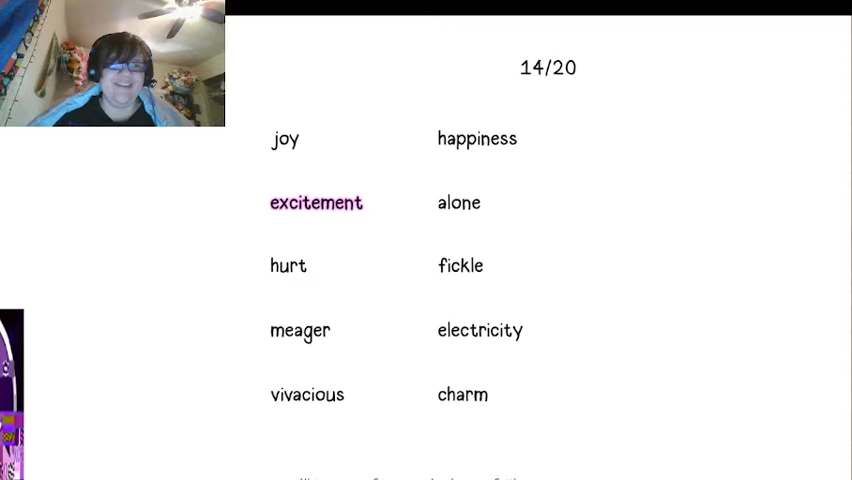 14/20
joy happiness
excitement alone
hurt fickle
meager electricity
vivacious charm